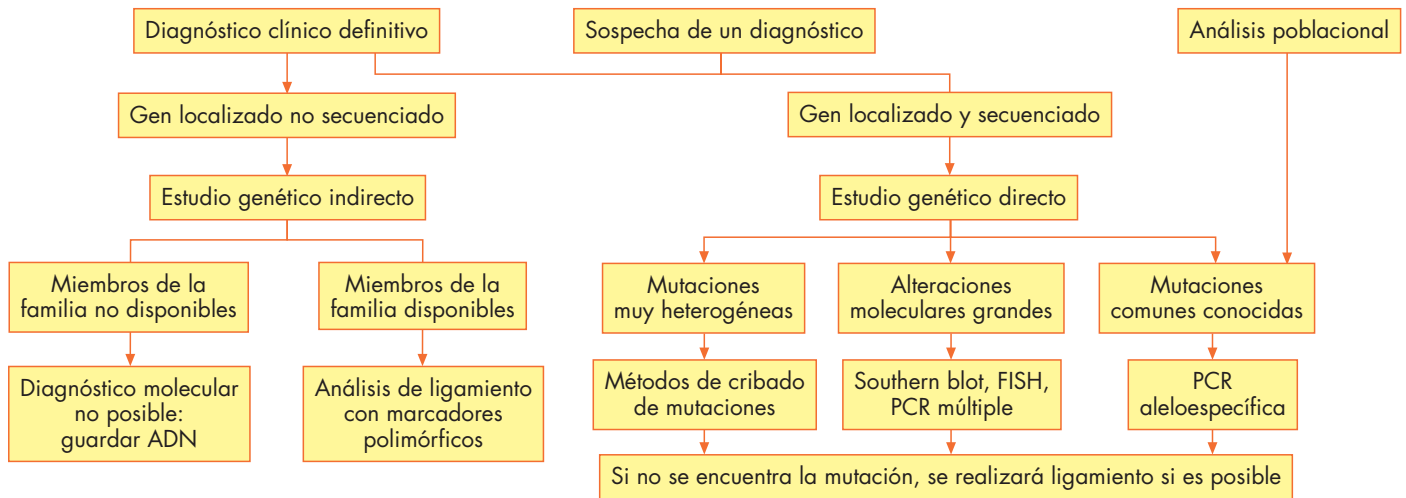 Diagnóstico clínico definitivo
Sospecha de un diagnóstico
Análisis poblacional
Gen localizado no secuenciado
Gen localizado y secuenciado
Estudio genético indirecto
Estudio genético directo
Miembros de la
familia no disponibles
Miembros de la
familia disponibles
Mutaciones
muy heterogéneas
Alteraciones
moleculares grandes
Mutaciones
comunes conocidas
Diagnóstico molecular
no posible:
guardar ADN
Análisis de ligamiento
con marcadores
polimórficos
Métodos de cribado
de mutaciones
Southern blot, FISH,
PCR múltiple
PCR
aleloespecífica
Si no se encuentra la mutación, se realizará ligamiento si es posible